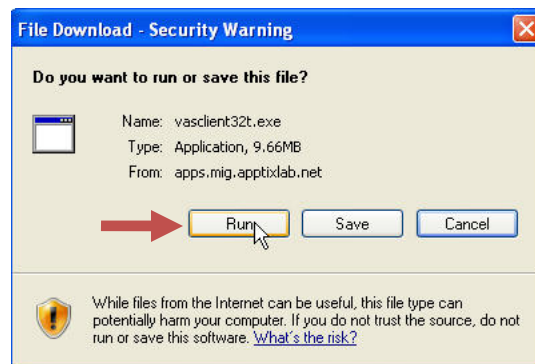 File Download - Security Warning
Do you want to run or save this file?
Name: vasclient32t.exe
Type: Application, 9.66MB
From: apps.mig.apptixlab.net
Run Save Cancel
While files from the Internet can be useful, this file type can
potentially harm your computer. If you do not trust the source, do not
run or save this software. What's the risk?